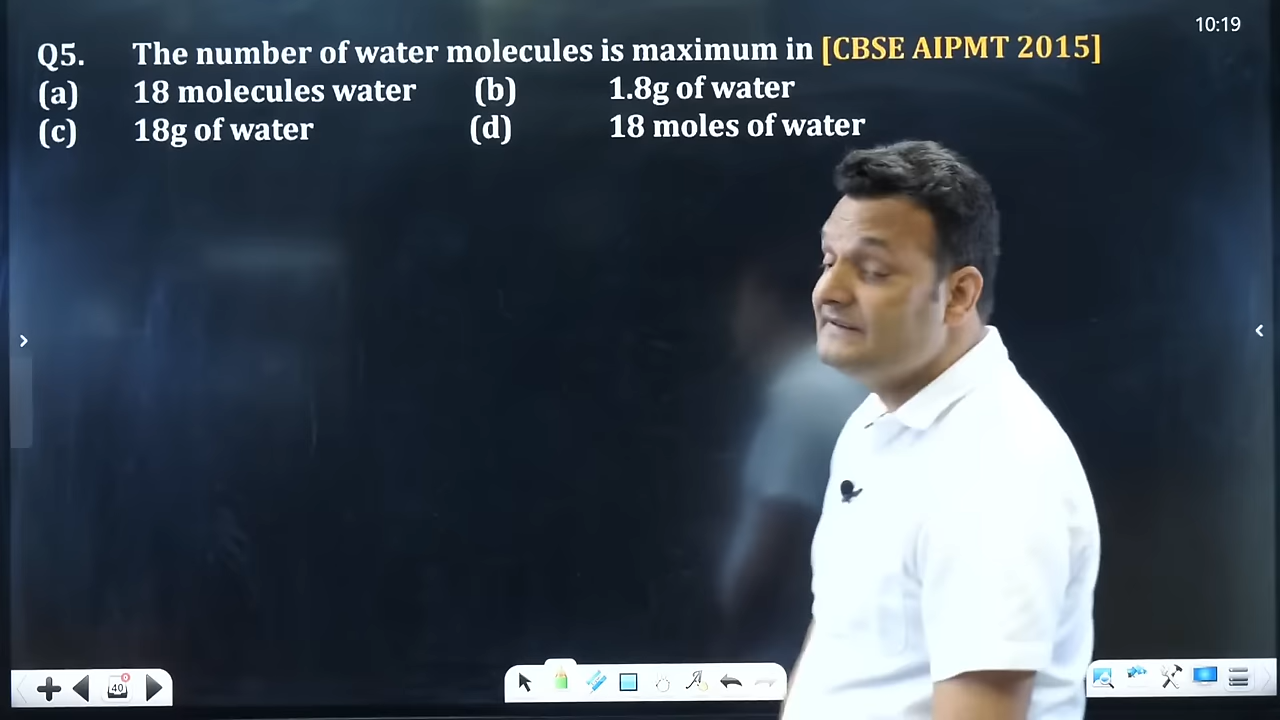 10:19
Q5. The number of water molecules is maximum in [CBSE AIPMT 2015]
(a) 18 molecules water (b) 1.8g of water
(c) 18g of water (d) 18 moles of water
40